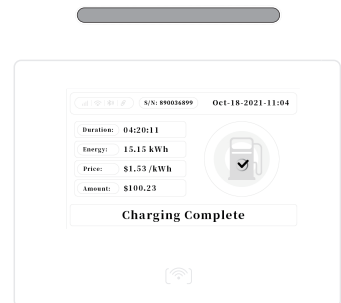 S/N: 890036899 Oct-18-2021-11:04
Duration: 04:20:11
Energy: 15.15 kWh
Price: $1.53 /kWh
Amount: $100.23
Charging Complete